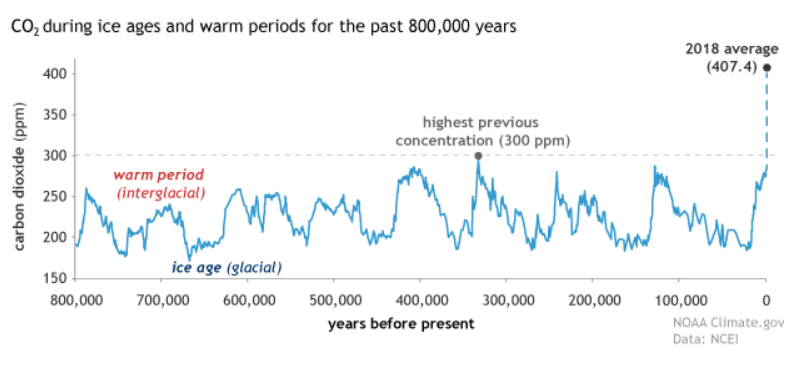 CO₂ during ice ages and warm periods for the past 800,000 years
2018 average
(407.4)
carbon dioxide (ppm)
400
350
300
250
200
150
highest previous
concentration (300 ppm)
warm period
(interglacial)
ice age (glacial)
800,000 700,000 600,000 500,000 400,000 300,000 200,000 100,000 0
years before present
NOAA Climate.gov
Data: NCEI